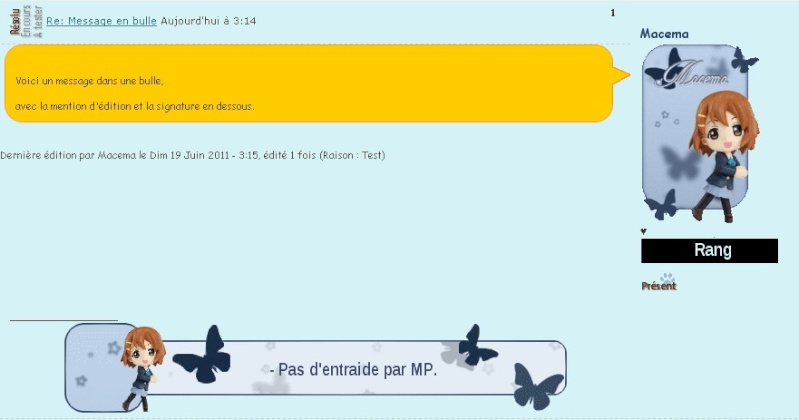 Résolu
En cours
A tester
Re: Message en bulle Aujourd'hui à 3:14
1
Macema
Macema
Voici un message dans une bulle,
avec la mention d'édition et la signature en dessous.
Dernière édition par Macema le Dim 19 Juin 2011 - 3:15, édité 1 fois (Raison : Test)
♥
Rang
Présent
- Pas d'entraide par MP.